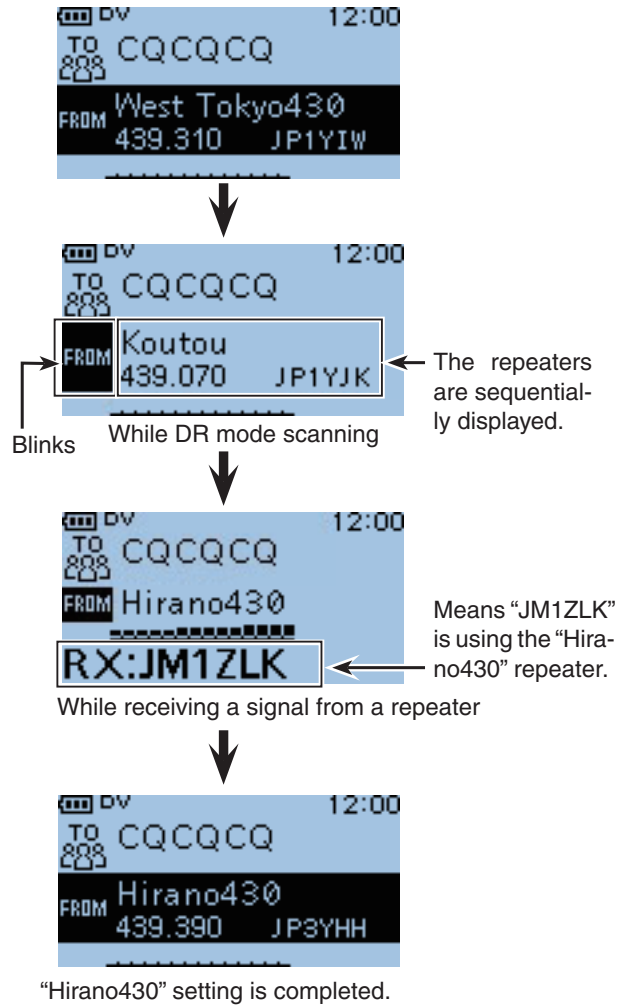 DV 12:00
TO CQCQCQ
FROM West Tokyo430
439.310 JP1YIW
DV 12:00
TO CQCQCQ
FROM Koutou
439.070 JP1YJK
The repeaters
are sequential-
ly displayed.
Blinks
While DR mode scanning
DV 12:00
TO CQCQCQ
FROM Hirano430
RX:JM1ZLK
Means “JM1ZLK”
is using the “Hira-
no430” repeater.
While receiving a signal from a repeater
DV 12:00
TO CQCQCQ
FROM Hirano430
439.390 JP3YHH
“Hirano430” setting is completed.